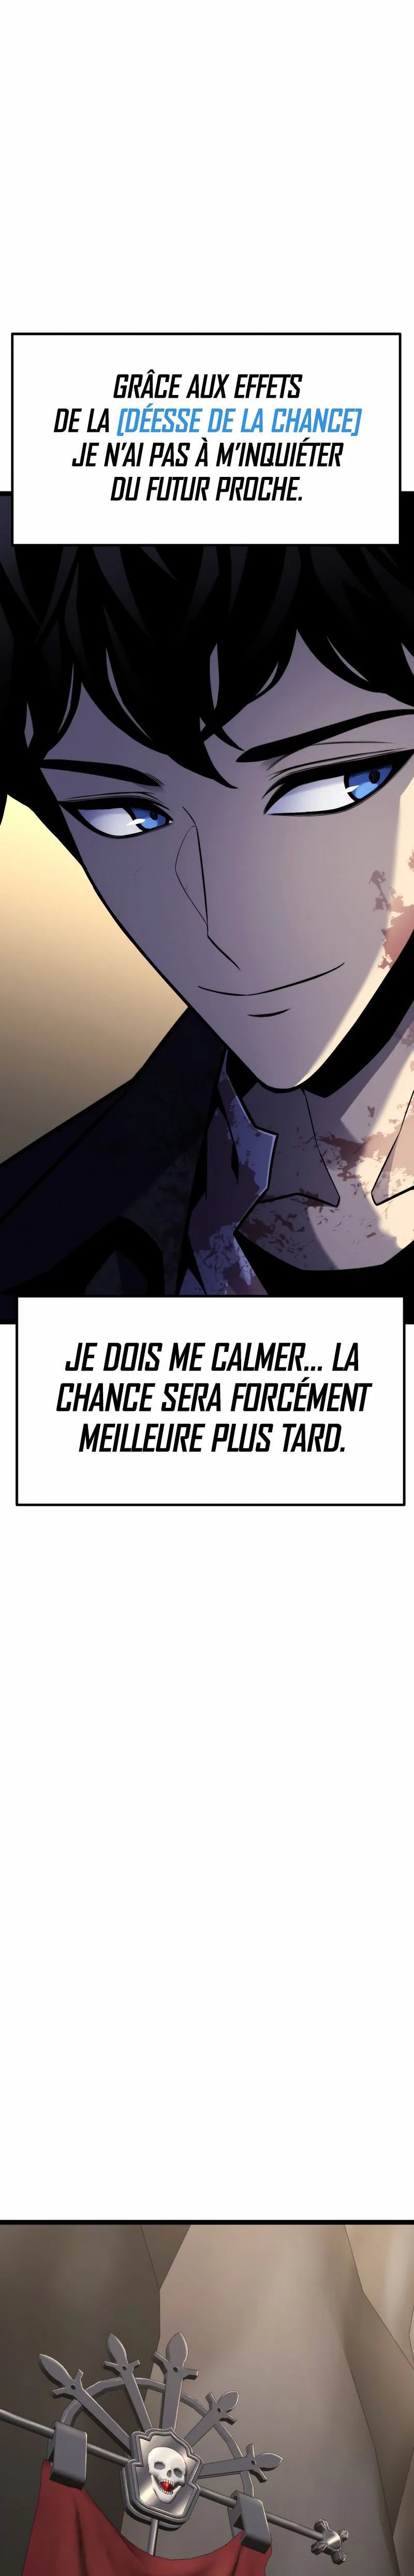 GRÂCE AUX EFFETS
DE LA [DÉESSE DE LA CHANCE]
JE N'AI PAS À M'INQUIÉTER
DU FUTUR PROCHE.
JE DOIS ME CALMER... LA
CHANCE SERA FORCÉMENT
MEILLEURE PLUS TARD.